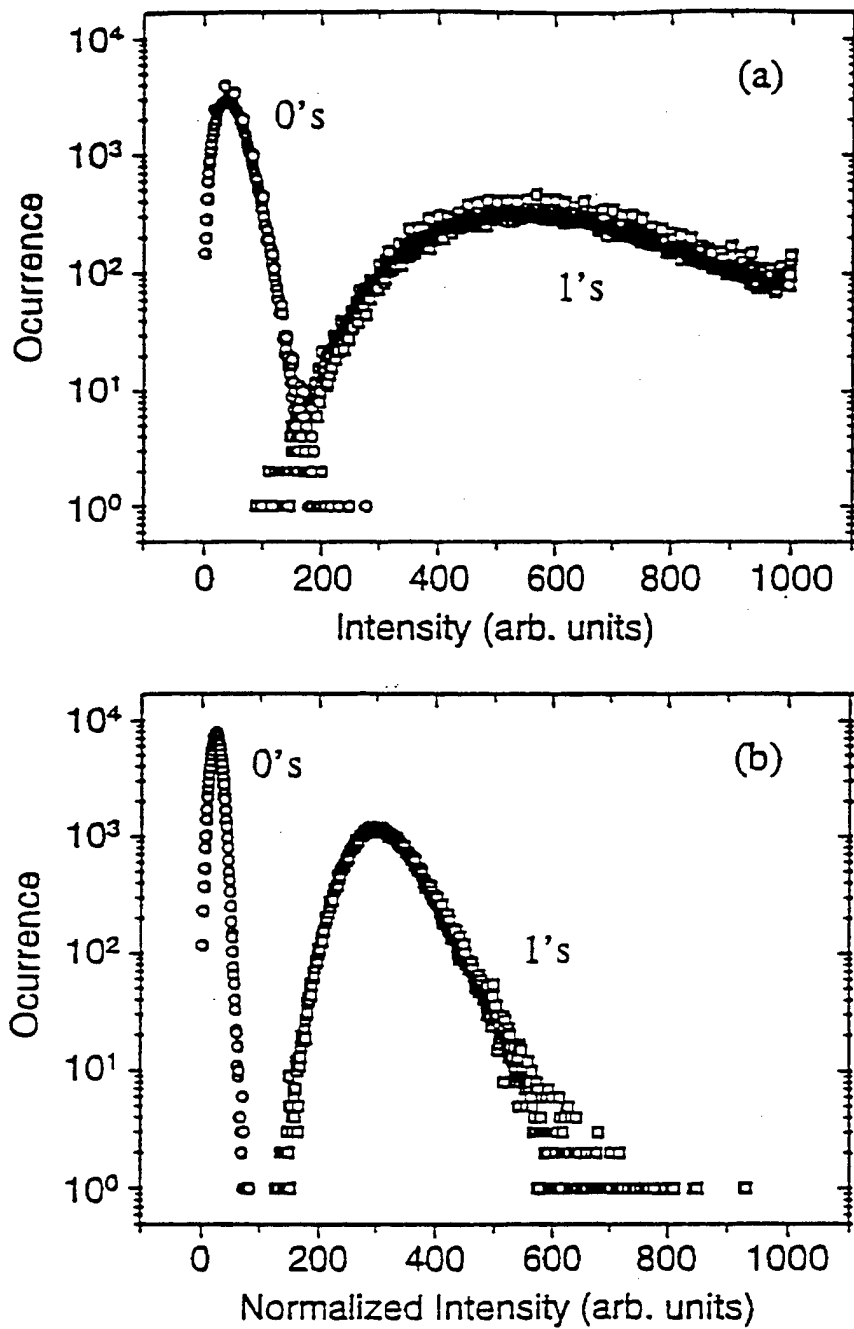 (a)
0's
1's
Ocurrence
10⁴
10³
10²
10¹
10⁰
0
200
400
600
800
1000
Intensity (arb. units)
(b)
0's
1's
Ocurrence
10⁴
10³
10²
10¹
10⁰
0
200
400
600
800
1000
Normalized Intensity (arb. units)